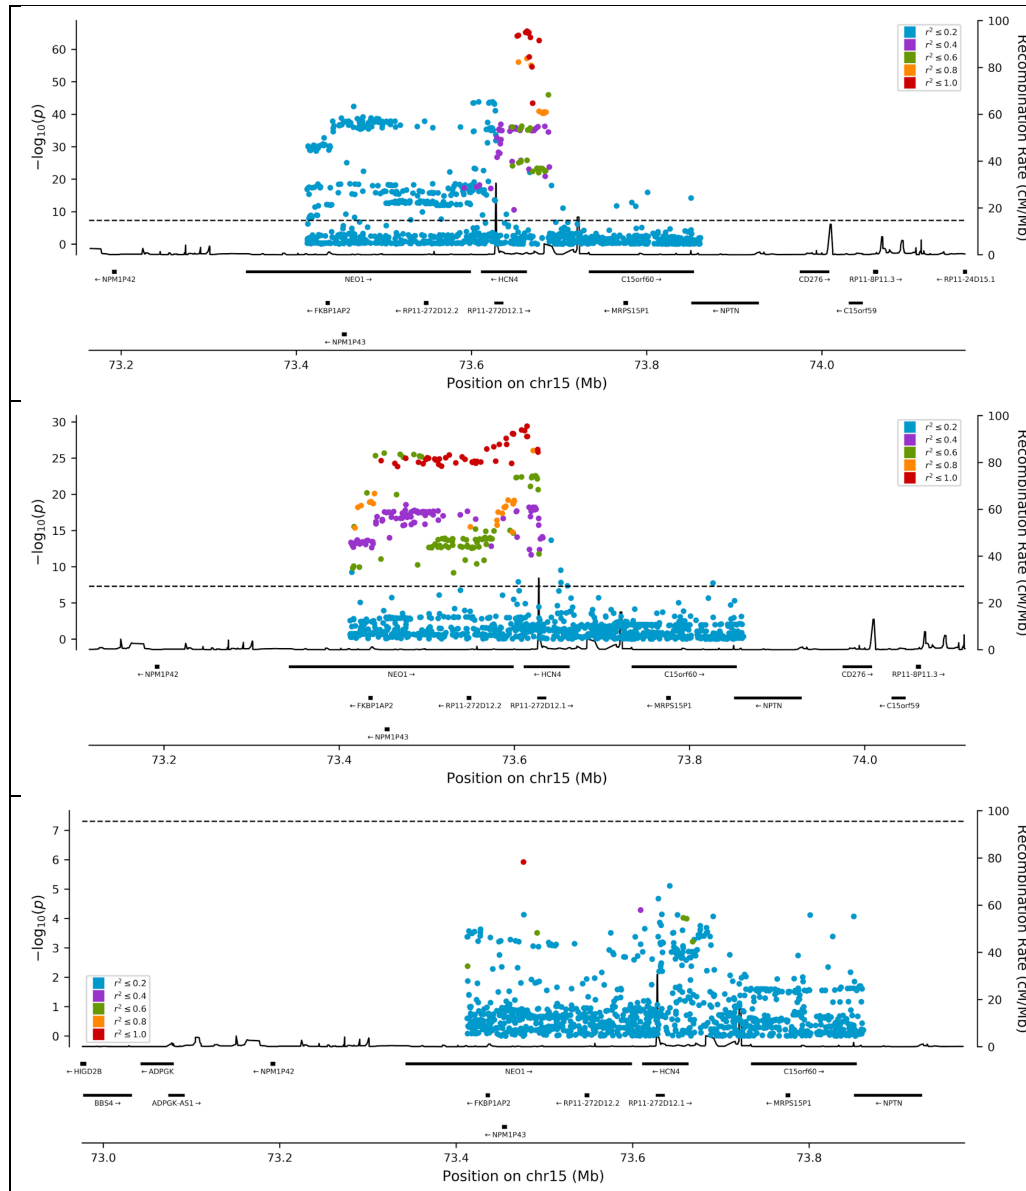 100
80
60
40
20
0
60
50
40
30
20
10
0
−log₁₀(p)
Recombination Rate (cM/Mb)
r² ≤ 0.2
r² ≤ 0.4
r² ≤ 0.6
r² ≤ 0.8
r² ≤ 1.0
←NPM1P42 NEO1→ ←HCN4 C15orf60→ CD276→ RP11-8P11.3→ ←RP11-24D15.1
←FKBP1AP2 ←RP11-272D12.2 RP11-272D12.1→ ←MRPS15P1 ←NPTN ←C15orf59
←NPM1P43
73.2 73.4 73.6 73.8 74.0
Position on chr15 (Mb)
100
80
60
40
20
0
30
25
20
15
10
5
0
−log₁₀(p)
Recombination Rate (cM/Mb)
r² ≤ 0.2
r² ≤ 0.4
r² ≤ 0.6
r² ≤ 0.8
r² ≤ 1.0
←NPM1P42 NEO1→ ←HCN4 C15orf60→ CD276→ RP11-8P11.3→
←FKBP1AP2 ←RP11-272D12.2 RP11-272D12.1→ ←MRPS15P1 ←NPTN ←C15orf59
←NPM1P43
73.2 73.4 73.6 73.8 74.0
Position on chr15 (Mb)
100
80
60
40
20
0
7
6
5
4
3
2
1
0
−log₁₀(p)
Recombination Rate (cM/Mb)
r² ≤ 0.2
r² ≤ 0.4
r² ≤ 0.6
r² ≤ 0.8
r² ≤ 1.0
←HIGD2B ←ADPGK ←NPM1P42 NEO1→ ←HCN4 C15orf60→
BBS4→ ADPGK-AS1→ ←FKBP1AP2 ←RP11-272D12.2 RP11-272D12.1→ ←MRPS15P1 ←NPTN
←NPM1P43
73.0 73.2 73.4 73.6 73.8
Position on chr15 (Mb)